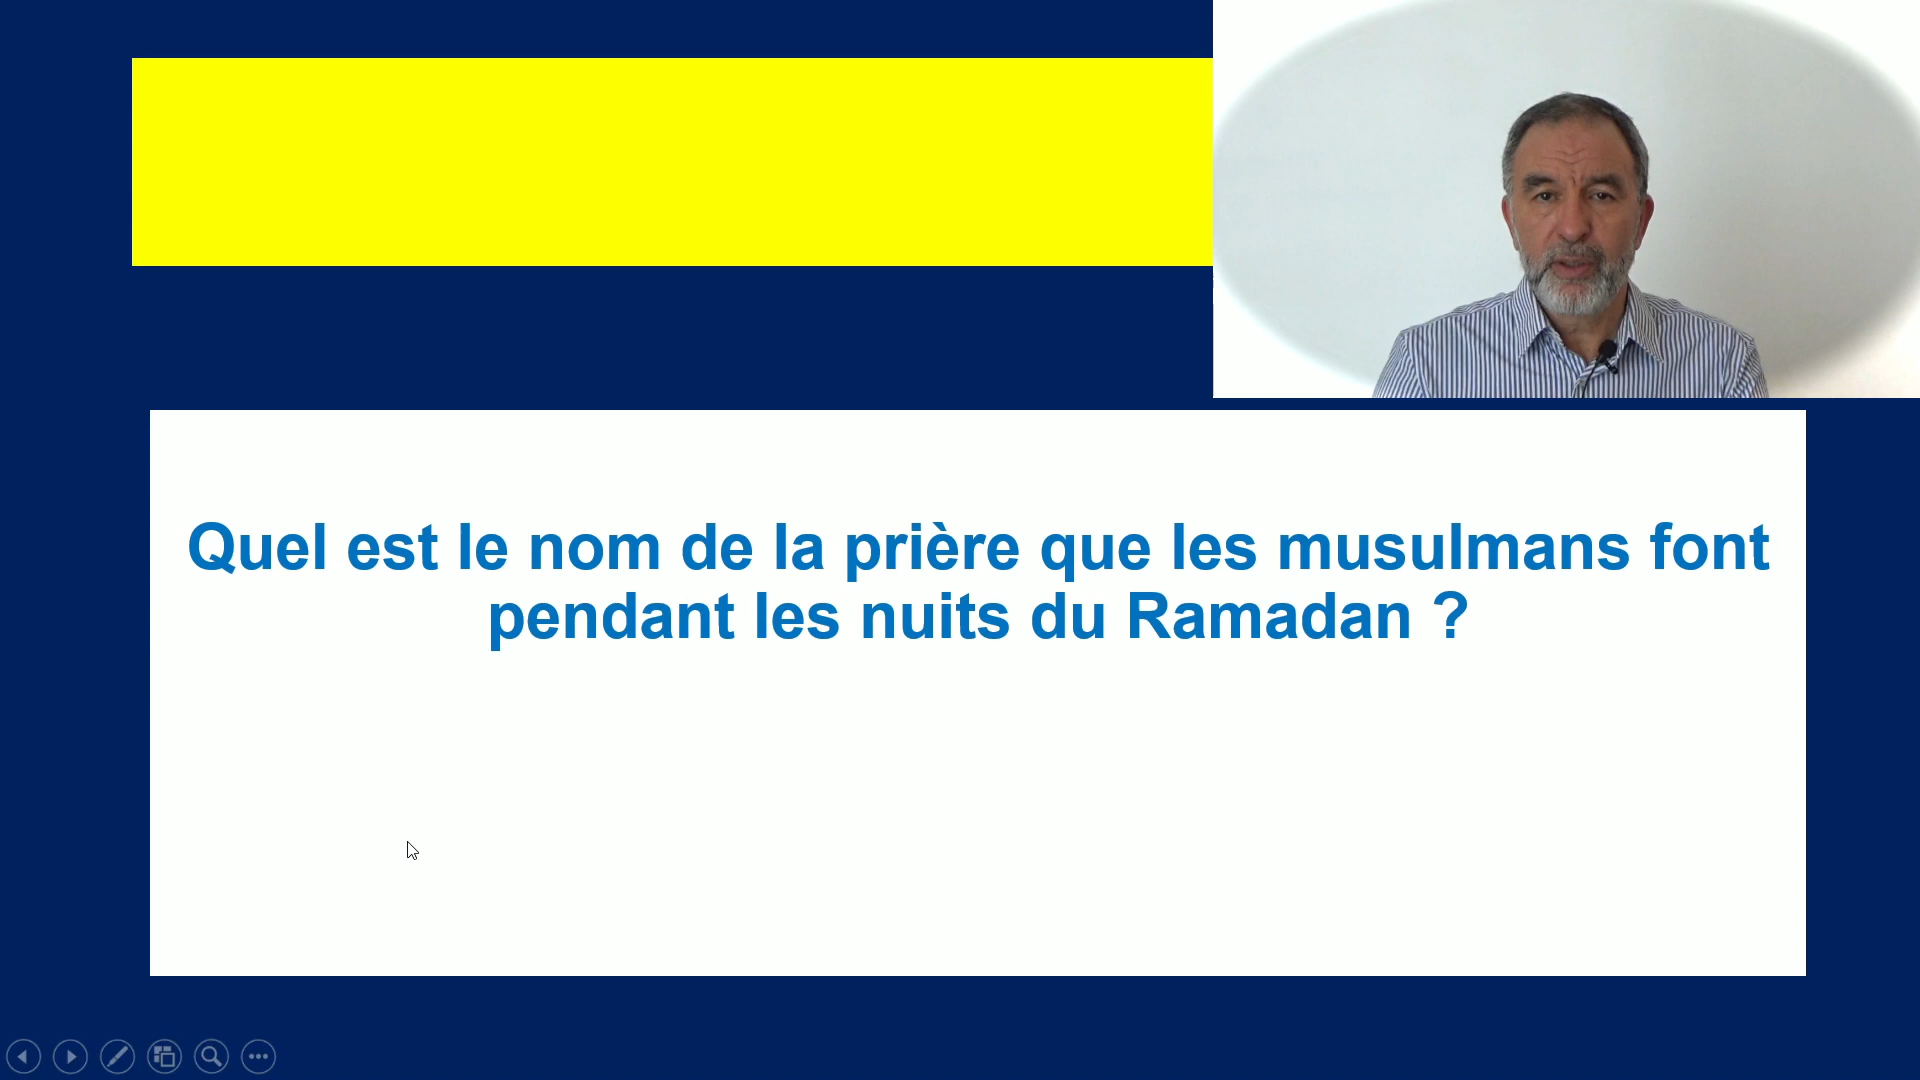 Quel est le nom de la prière que les musulmans font
pendant les nuits du Ramadan ?